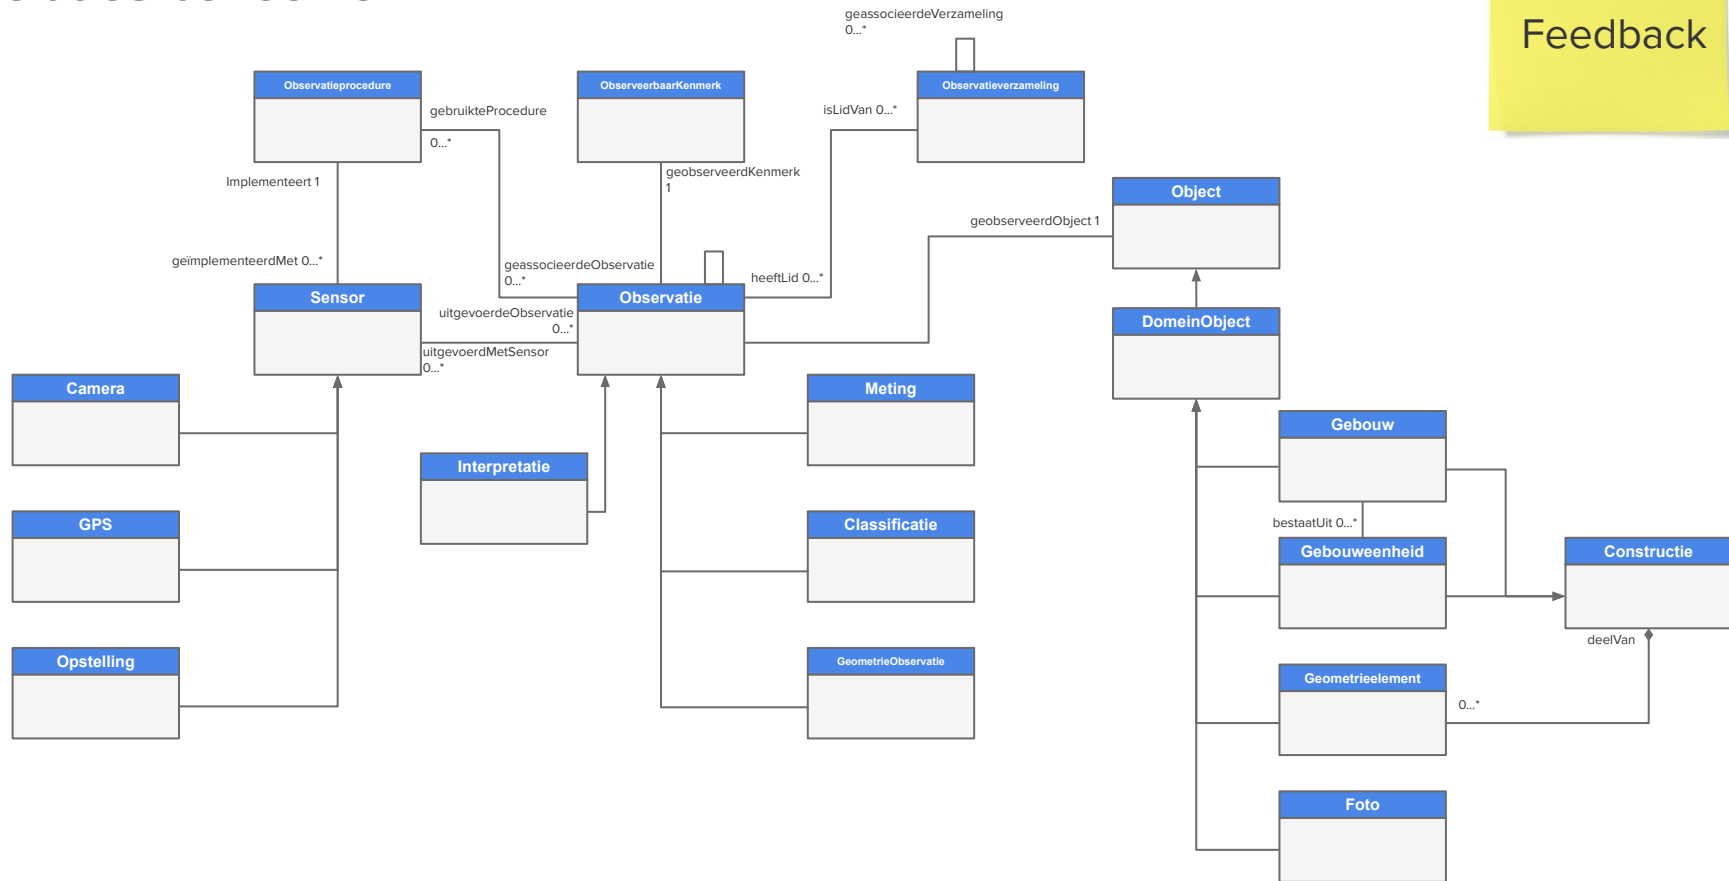 geassocieerdeVerzameling
0...*
Feedback
Observatieprocedure
ObserveerbaarKenmerk
Observatieverzameling
gebruikteProcedure
0...*
isLidVan 0...*
Implementeert 1
geobserveerdKenmerk
1
Object
geobserveerdObject 1
geïmplementeerdMet 0...*
geassocieerdeObservatie
0...*
heeftLid 0...*
Sensor
Observatie
uitgevoerdeObservatie
0...*
DomeinObject
uitgevoerdMetSensor
0...*
Camera
Meting
Gebouw
Interpretatie
GPS
Classificatie
bestaatUit 0...*
Gebouweenheid
Constructie
deelVan
Opstelling
GeometrieObservatie
Geometrieelement
0...*
Foto